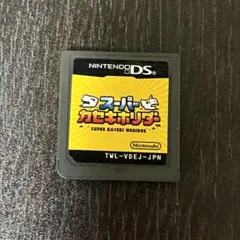 NINTENDO DS
スーパー
カセキホリダー
SUPER KASEKI HORIDER
Nintendo
TWL-VDEJ-JPN